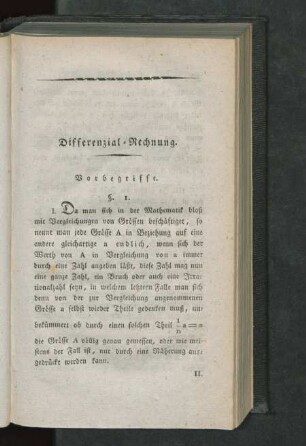 Differenzial-Rechnung.
Vorbegriffe.
§. 1.
I. Da man sich in der Mathematik bloß
mit Vergleichungen von Grössen beschäftiget, so
nennt man jede Grösse A in Beziehung auf eine
andere gleichartige a endlich, wenn sich der
Werth von A in Vergleichung von a immer
durch eine Zahl angeben läßt, diese Zahl mag nun
eine ganze Zahl, ein Bruch oder auch eine Irra-
tionalzahl seyn, in welchem letztern Falle man sich
denn von der zur Vergleichung angenommenen
Grösse a selbst wieder Theile gedenken muß, un-
bekümmert ob durch einen solchen Theil 1/n a = α
die Grösse A völlig genau gemessen, oder wie mei-
stens der Fall ist, nur durch eine Näherung aus-
gedrückt werden kann.
II.